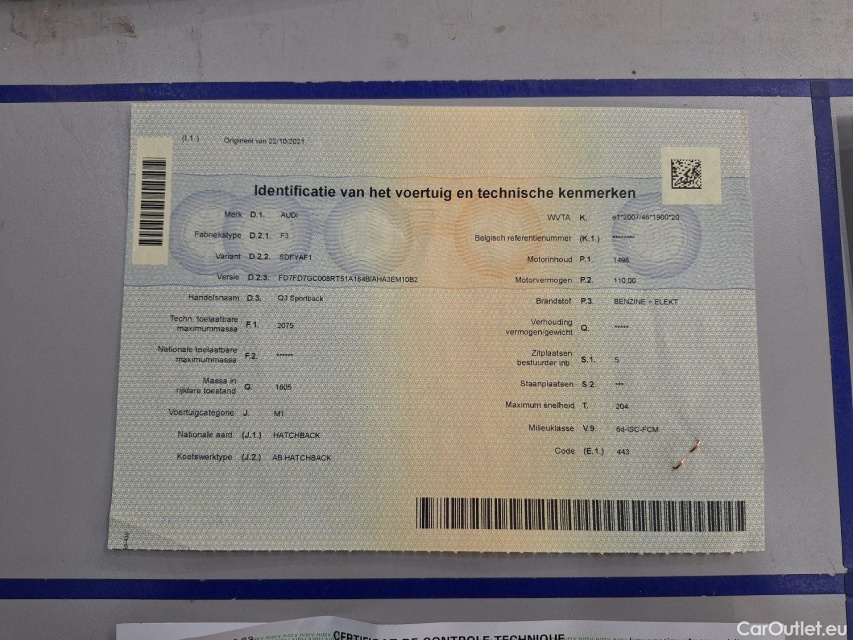 (I.1.) Origineel van 22/10/2021
Identificatie van het voertuig en technische kenmerken
Merk D.1. AUDI
Fabriekstype D.2.1. F3
Variant D.2.2. SDFYAF1
Versie D.2.3. FD7FD7GC008RT51A184BIAHA3EM10B2
Handelsnaam D.3. Q3 Sportback
Techn. toelaatbare
maximummassa F.1. 2075
Nationale toelaatbare
maximummassa F.2. ******
Massa in
rijklare toestand G. 1605
Voertuigcategorie J. M1
Nationale aard (J.1.) HATCHBACK
Koetswerktype (J.2.) AB HATCHBACK
WVTA K. e1*2007/46*1900*20
Belgisch referentienummer (K.1.) ********
Motorinhoud P.1. 1498
Motorvermogen P.2. 110,00
Brandstof P.3. BENZINE + ELEKT
Verhouding
vermogen/gewicht Q. *****
Zitplaatsen
bestuurder inb. S.1. 5
Staanplaatsen S.2. ***
Maximum snelheid T. 204
Milieuklasse V.9. 6d-ISC-FCM
Code (E.1.) 443
CERTIFICAT DE CONTROLE TECHNIQUE
CarOutlet.eu